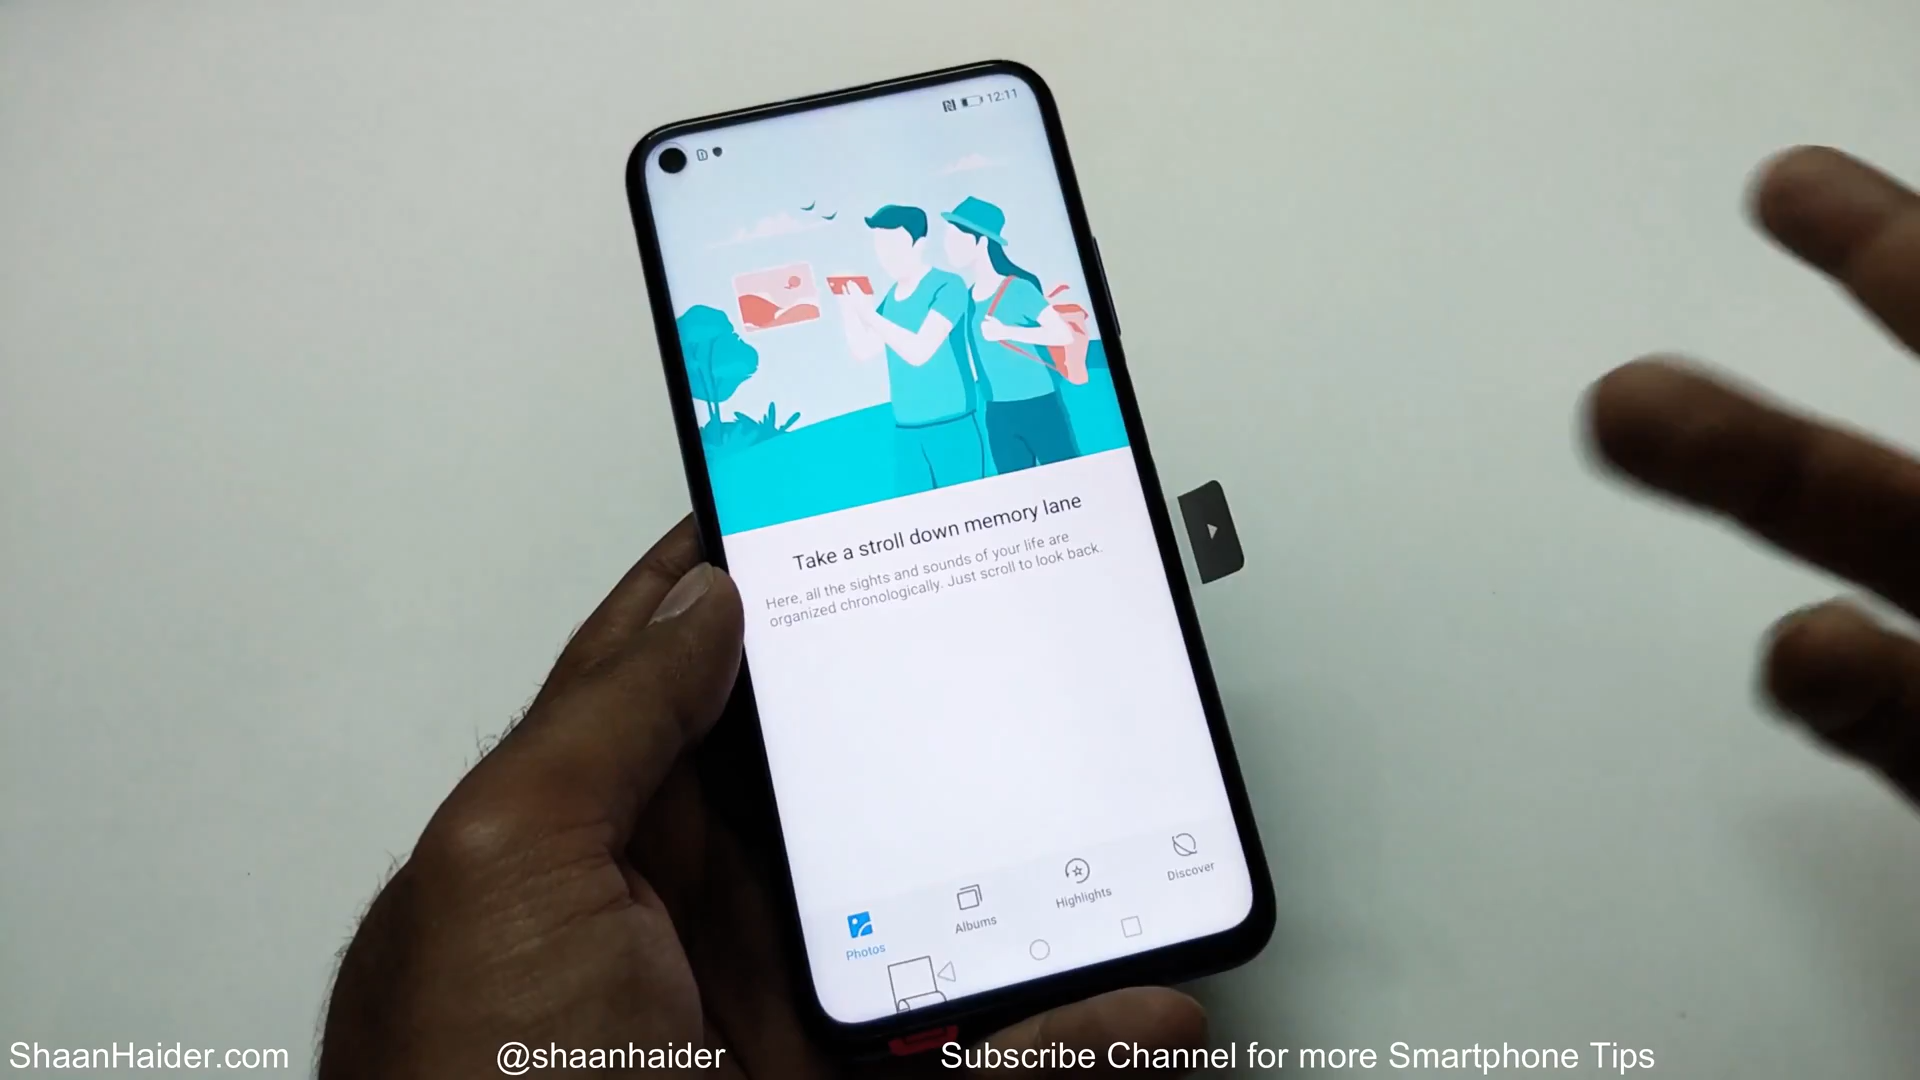 12:11
Take a stroll down memory lane
Here, all the sights and sounds of your life are
organized chronologically. Just scroll to look back.
Photos
Albums
Highlights
Discover
ShaanHaider.com
@shaanhaider
Subscribe Channel for more Smartphone Tips